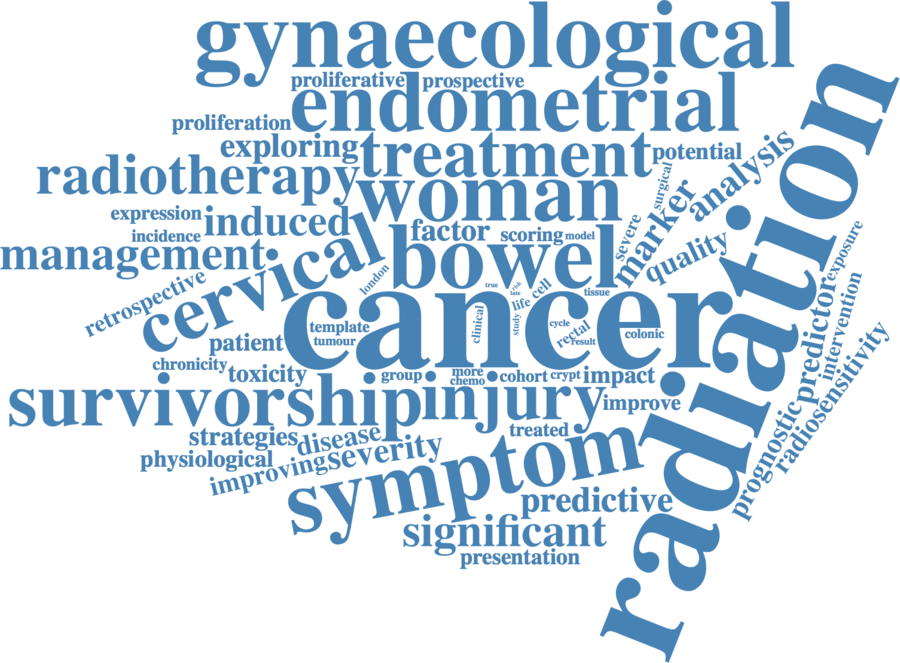 gynaecological
proliferative
prospective
endometrial
proliferation
exploring
treatment
potential
analysis
radiation
radiotherapy
woman
surgical
marker
expression
induced
factor
scoring
model
severe
incidence
management
cervical
bowel
quality
exposure
london
retrospective
cancer
true
risk
late
life
cell
tissue
predictor
intervention
template
tumour
clinical
study
cycle
rectal
result
colonic
patient
radiosensitivity
chronicity
toxicity
group
more
chemo
cohort
crypt
impact
survivorship
injury
improve
prognostic
strategies
disease
treated
physiological
improving
severity
symptom
predictive
significant
presentation